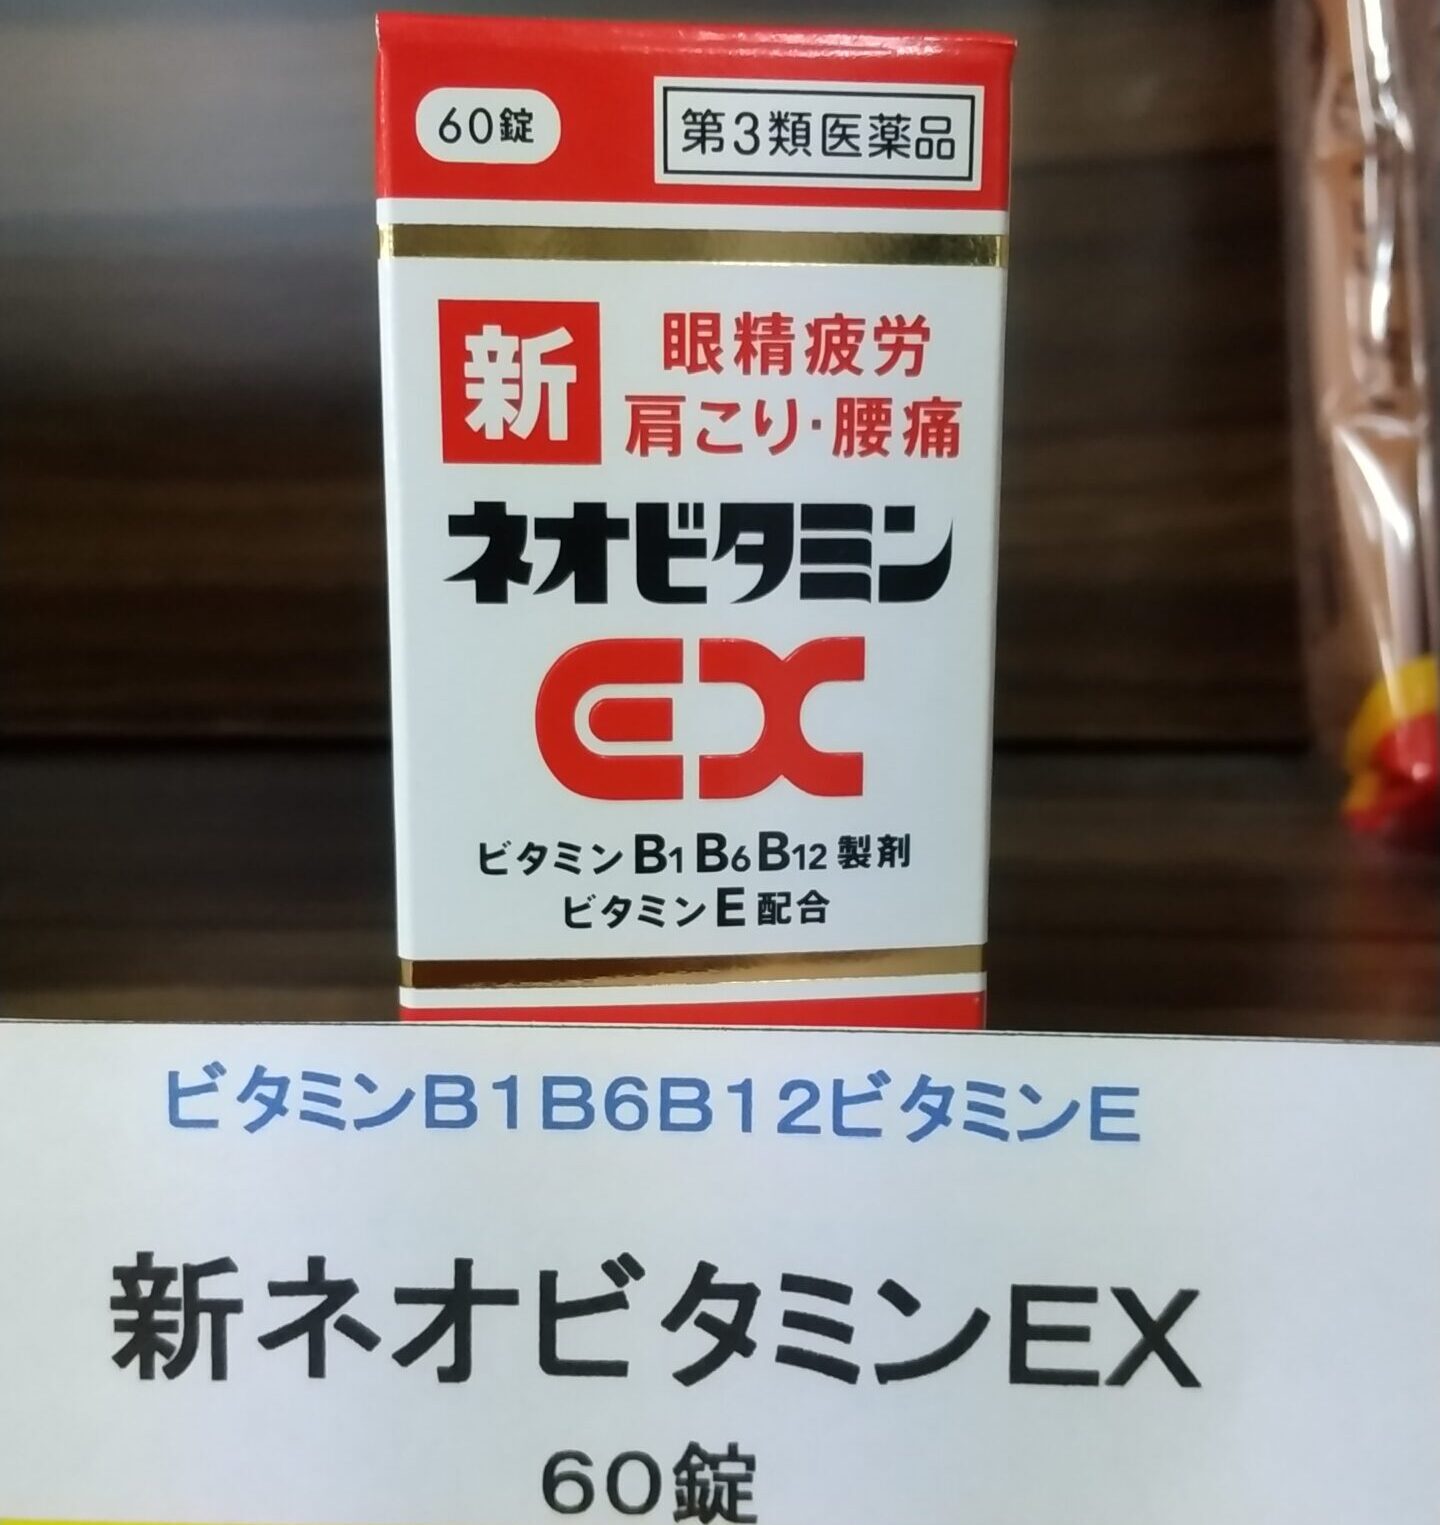 60錠
第3類医薬品
新
眼精疲労
肩こり・腰痛
ネオビタミン
EX
ビタミンB1 B6 B12 製剤
ビタミンE 配合
ビタミンB1B6B12ビタミンE
新ネオビタミンEX
60錠